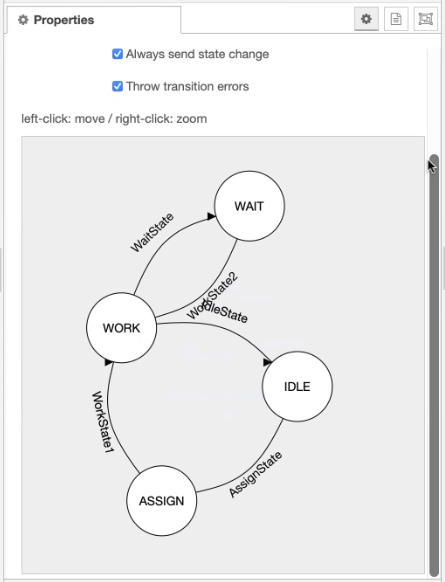 Properties
Always send state change
Throw transition errors
left-click: move / right-click: zoom
WAIT
WaitState
WorkState2
IdleState
WORK
IDLE
WorkState1
AssignState
ASSIGN